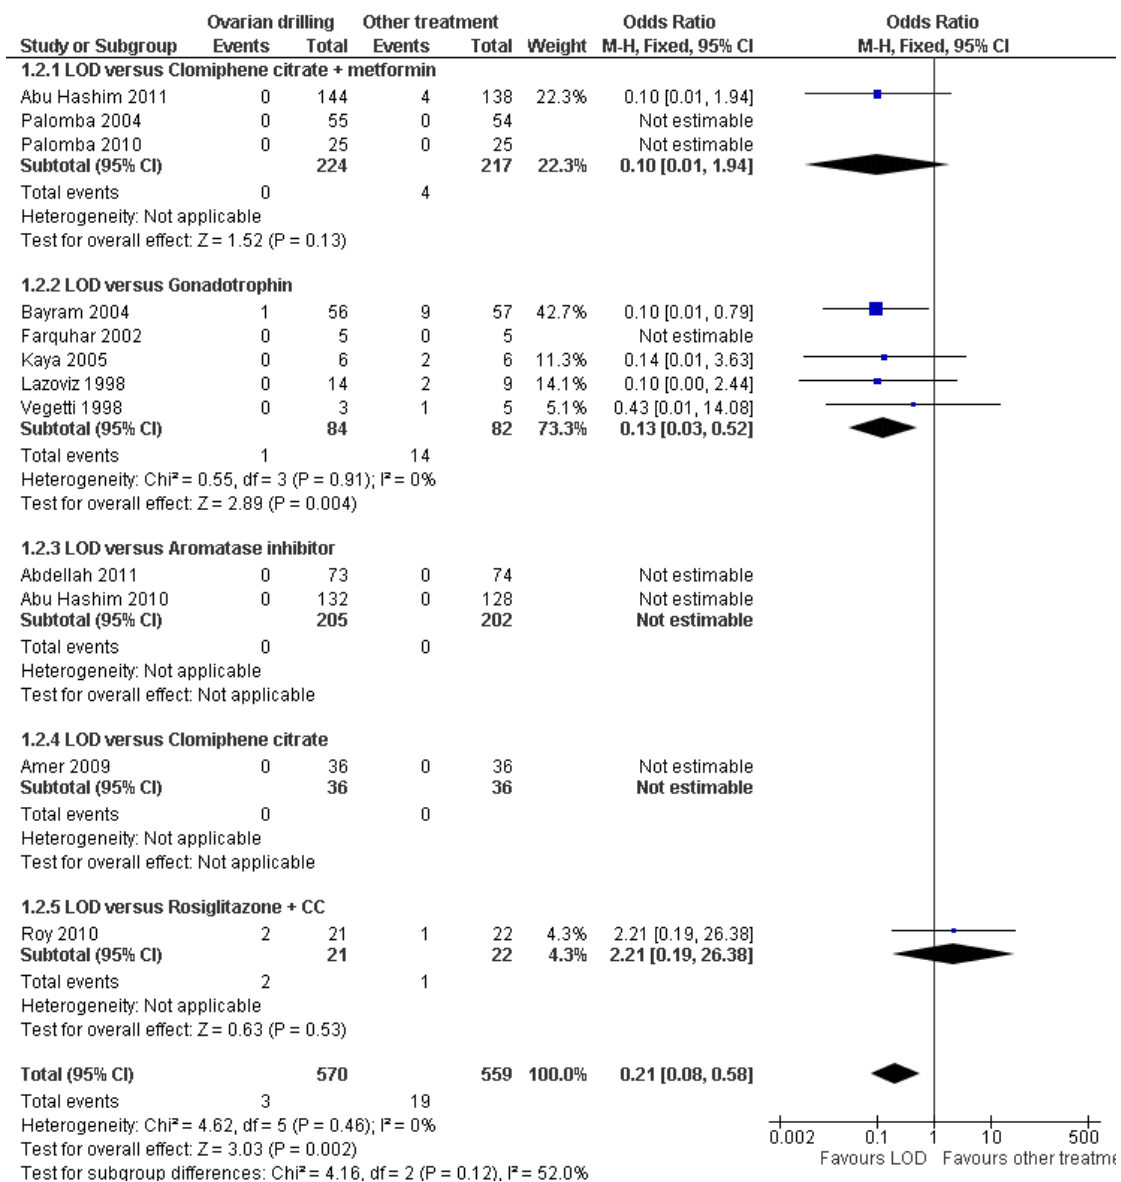 Ovarian drilling Other treatment Odds Ratio Odds Ratio
Study or Subgroup Events Total Events Total Weight M-H, Fixed, 95% CI M-H, Fixed, 95% CI
1.2.1 LOD versus Clomiphene citrate + metformin
Abu Hashim 2011 0 144 4 138 22.3% 0.10 [0.01, 1.94]
Palomba 2004 0 55 0 54 Not estimable
Palomba 2010 0 25 0 25 Not estimable
Subtotal (95% CI) 224 217 22.3% 0.10 [0.01, 1.94]
Total events 0 4
Heterogeneity: Not applicable
Test for overall effect: Z = 1.52 (P = 0.13)
1.2.2 LOD versus Gonadotrophin
Bayram 2004 1 56 9 57 42.7% 0.10 [0.01, 0.79]
Farquhar 2002 0 5 0 5 Not estimable
Kaya 2005 0 6 2 6 11.3% 0.14 [0.01, 3.63]
Lazoviz 1998 0 14 2 9 14.1% 0.10 [0.00, 2.44]
Vegetti 1998 0 3 1 5 5.1% 0.43 [0.01, 14.08]
Subtotal (95% CI) 84 82 73.3% 0.13 [0.03, 0.52]
Total events 1 14
Heterogeneity: Chi² = 0.55, df = 3 (P = 0.91); I² = 0%
Test for overall effect: Z = 2.89 (P = 0.004)
1.2.3 LOD versus Aromatase inhibitor
Abdellah 2011 0 73 0 74 Not estimable
Abu Hashim 2010 0 132 0 128 Not estimable
Subtotal (95% CI) 205 202 Not estimable
Total events 0 0
Heterogeneity: Not applicable
Test for overall effect: Not applicable
1.2.4 LOD versus Clomiphene citrate
Amer 2009 0 36 0 36 Not estimable
Subtotal (95% CI) 36 36 Not estimable
Total events 0 0
Heterogeneity: Not applicable
Test for overall effect: Not applicable
1.2.5 LOD versus Rosiglitazone + CC
Roy 2010 2 21 1 22 4.3% 2.21 [0.19, 26.38]
Subtotal (95% CI) 21 22 4.3% 2.21 [0.19, 26.38]
Total events 2 1
Heterogeneity: Not applicable
Test for overall effect: Z = 0.63 (P = 0.53)
Total (95% CI) 570 559 100.0% 0.21 [0.08, 0.58]
Total events 3 19
Heterogeneity: Chi² = 4.62, df = 5 (P = 0.46); I² = 0%
Test for overall effect: Z = 3.03 (P = 0.002)
Test for subgroup differences: Chi² = 4.16, df = 2 (P = 0.12), I² = 52.0%
0.002 0.1 1 10 500
Favours LOD Favours other treatme